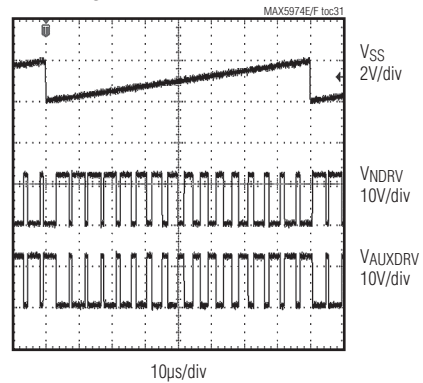 MAX5974E/F toc31
VSS
2V/div
VNDRV
10V/div
VAUXDRV
10V/div
10µs/div